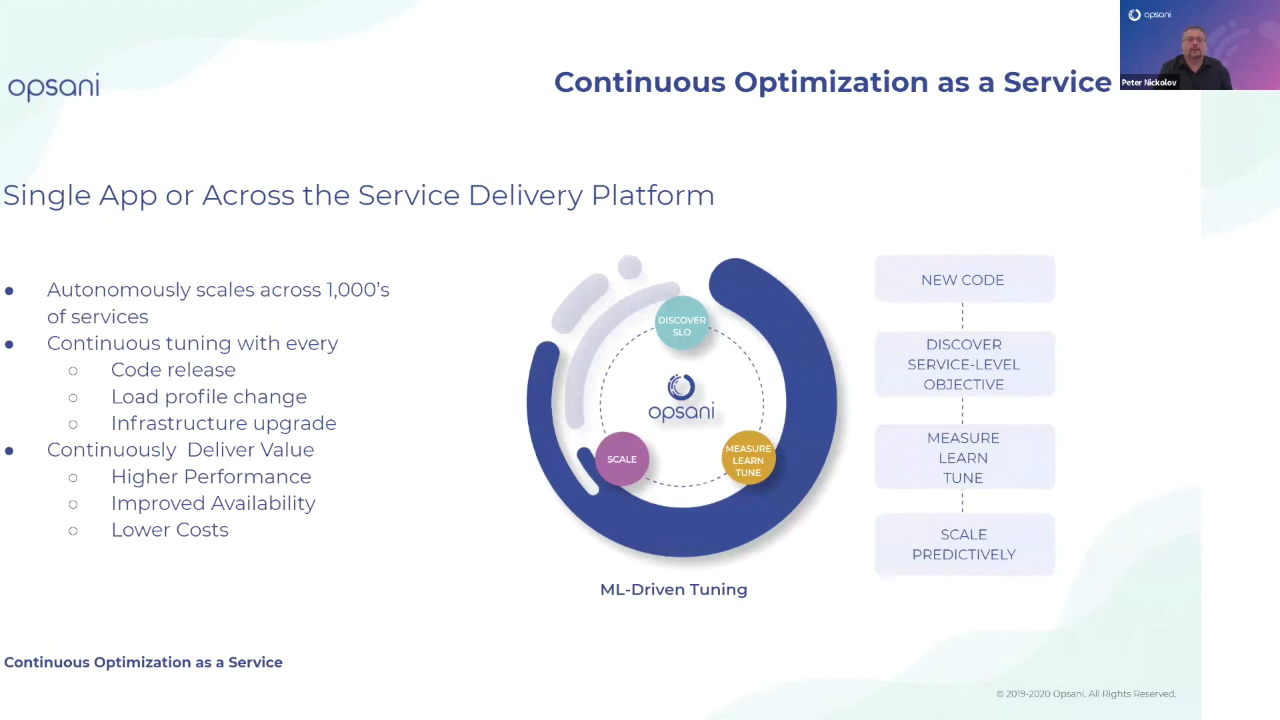 opsani
Continuous Optimization as a Service
opsani
Peter Nickolov
Single App or Across the Service Delivery Platform
● Autonomously scales across 1,000's
of services
● Continuous tuning with every
○ Code release
○ Load profile change
○ Infrastructure upgrade
● Continuously Deliver Value
○ Higher Performance
○ Improved Availability
○ Lower Costs
DISCOVER
SLO
opsani
SCALE
MEASURE
LEARN
TUNE
ML-Driven Tuning
NEW CODE
DISCOVER
SERVICE-LEVEL
OBJECTIVE
MEASURE
LEARN
TUNE
SCALE
PREDICTIVELY
Continuous Optimization as a Service
© 2019-2020 Opsani. All Rights Reserved.